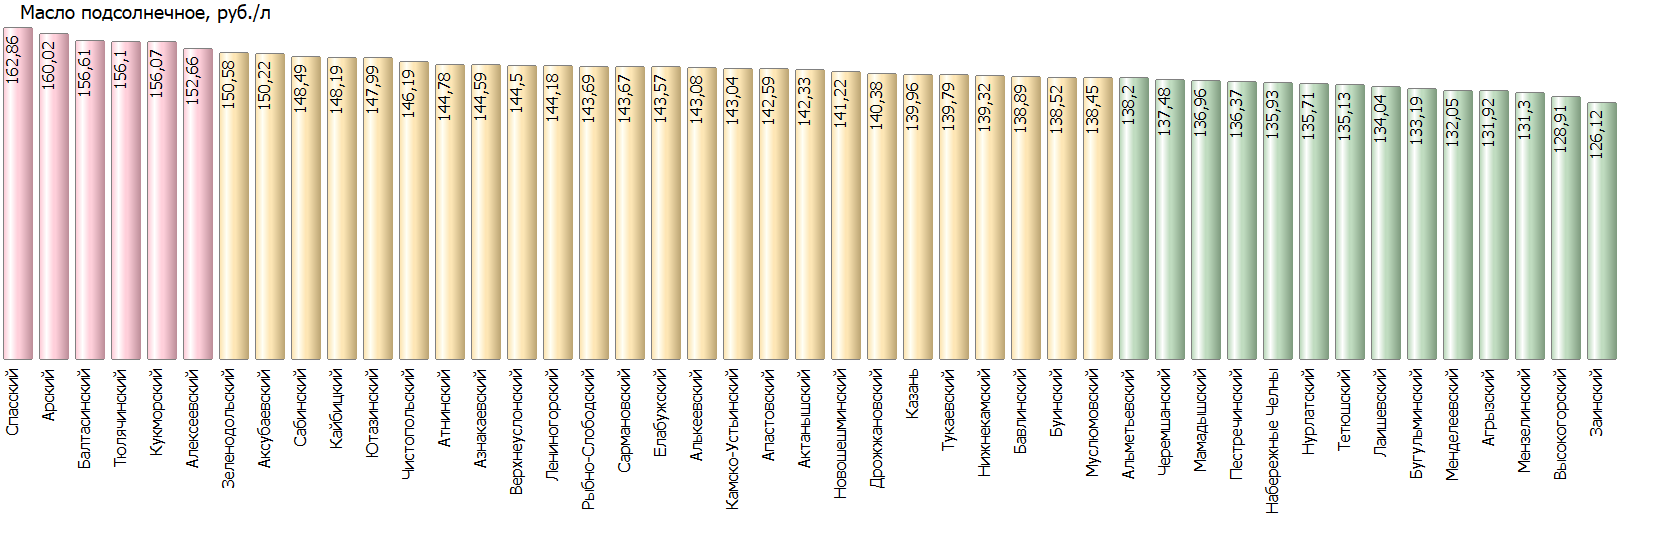 Масло подсолнечное, руб./л
162,86
160,02
156,61
156,1
156,07
152,66
150,58
150,22
148,49
148,19
147,99
146,19
144,78
144,59
144,5
144,18
143,69
143,67
143,57
143,08
143,04
142,59
142,33
141,22
140,38
139,96
139,79
139,32
138,89
138,52
138,45
138,2
137,48
136,96
136,37
135,93
135,71
135,13
134,04
133,19
132,05
131,92
131,3
128,91
126,12
Спасский
Арский
Балтасинский
Тюлячинский
Кукморский
Алексеевский
Зеленодольский
Аксубаевский
Сабинский
Кайбицкий
Ютазинский
Чистопольский
Атнинский
Азнакаевский
Верхнеуслонский
Лениногорский
Рыбно-Слободский
Сармановский
Елабужский
Алькеевский
Камско-Устьинский
Апастовский
Актанышский
Новошешминский
Дрожжановский
Казань
Тукаевский
Нижнекамский
Бавлинский
Буинский
Муслюмовский
Альметьевский
Черемшанский
Мамадышский
Пестречинский
Набережные Челны
Нурлатский
Тетюшский
Лаишевский
Бугульминский
Менделеевский
Агрызский
Мензелинский
Высокогорский
Заинский